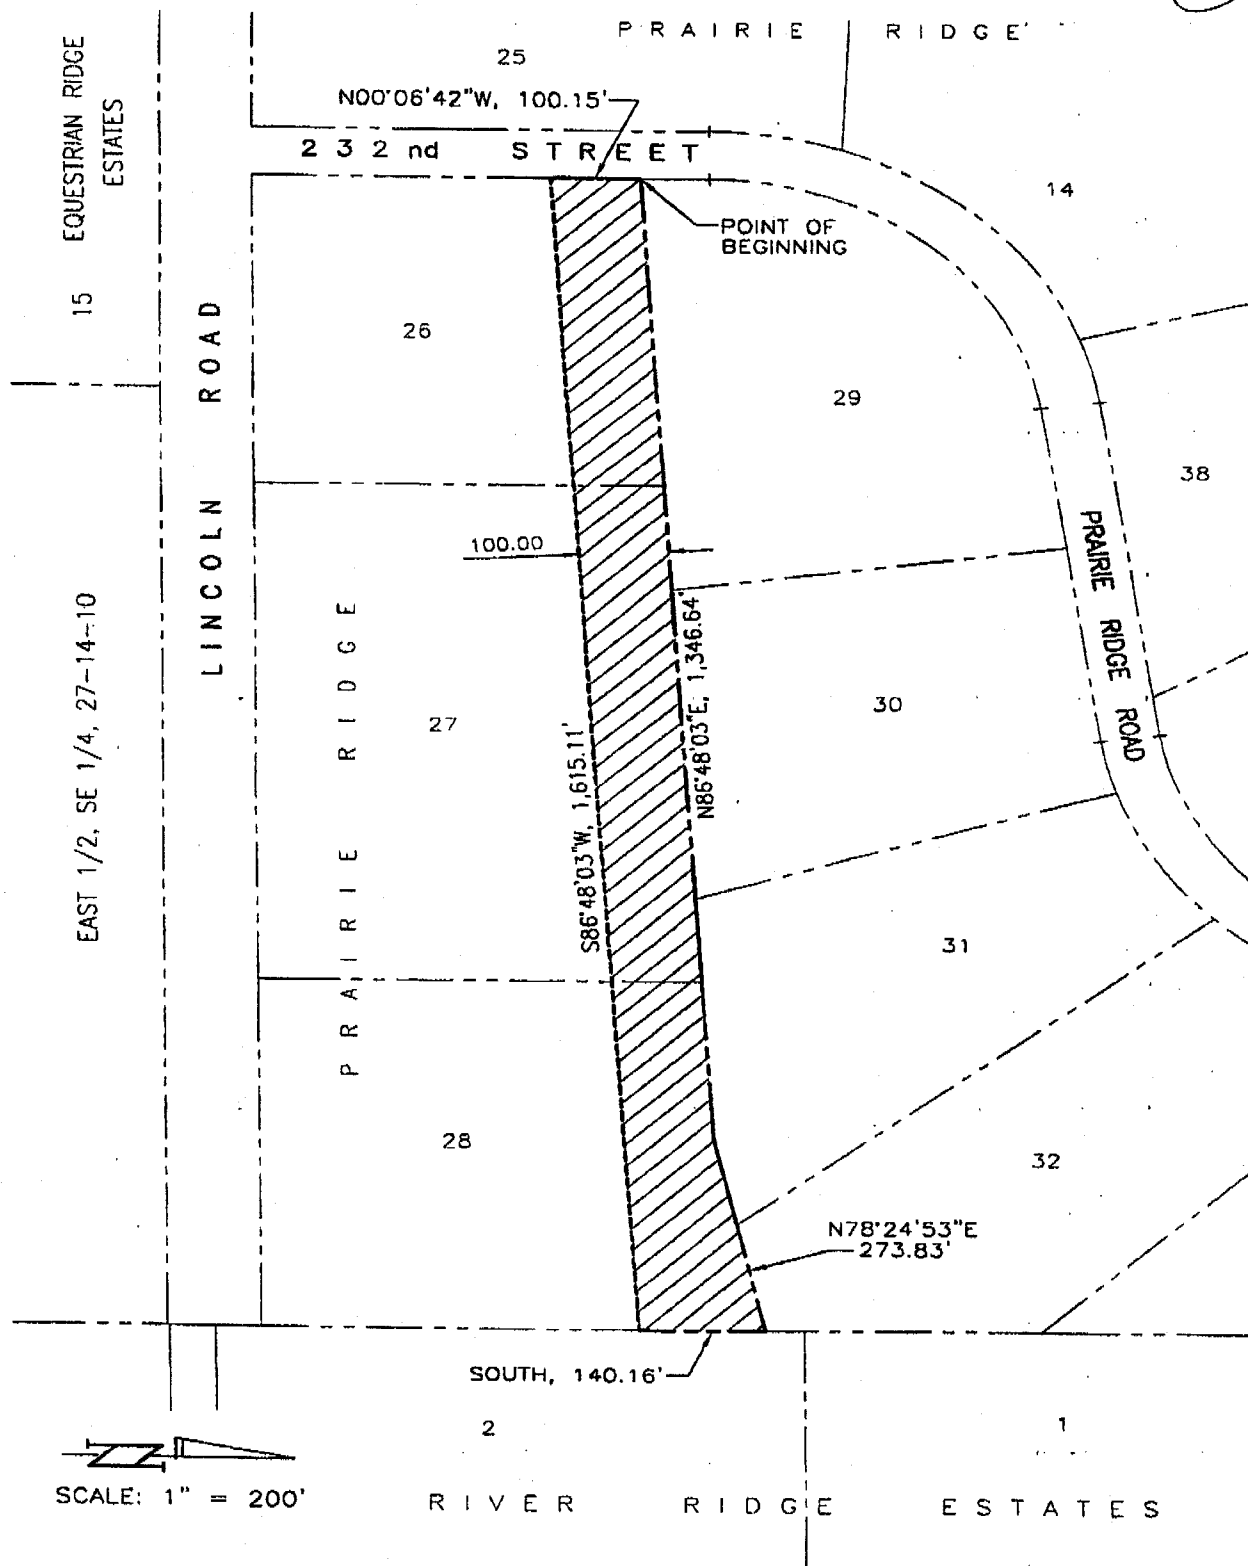 PRAIRIE RIDGE
25
N00°06'42"W, 100.15'
232nd STREET
15 EQUESTRIAN RIDGE
ESTATES
14
POINT OF
BEGINNING
LINCOLN ROAD
26
29
38
100.00
PRAIRIE RIDGE ROAD
EAST 1/2, SE 1/4, 27-14-10
PRAIRIE RIDGE
27
S86°48'03"W, 1,615.11'
N86°48'03"E, 1,346.64'
30
31
28
32
N78°24'53"E
273.83'
SOUTH, 140.16'
2
1
SCALE: 1" = 200'
RIVER RIDGE ESTATES